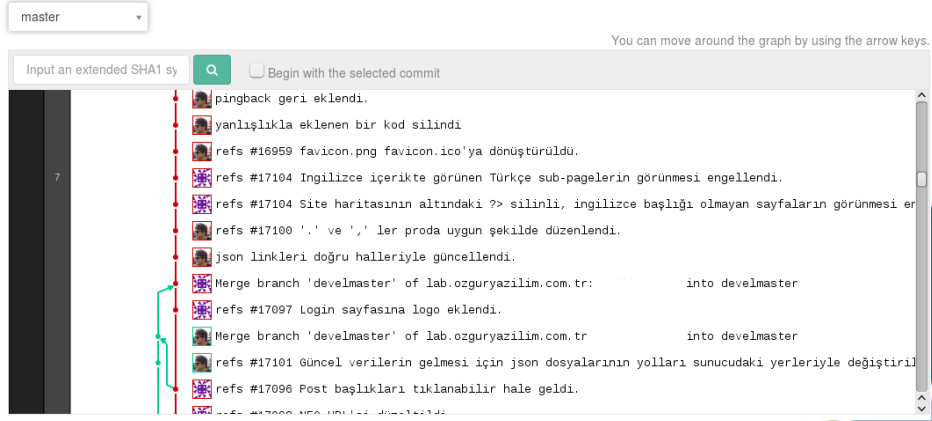 master
You can move around the graph by using the arrow keys.
Input an extended SHA1 sy
Begin with the selected commit
pingback geri eklendi.
yanlışlıkla eklenen bir kod silindi
refs #16959 favicon.png favicon.ico'ya dönüştürüldü.
7
refs #17104 Ingilizce içerikte görünen Türkçe sub-pagelerin görünmesi engellendi.
refs #17104 Site haritasının altındaki ?> silinli, ingilizce başlığı olmayan sayfaların görünmesi en
refs #17100 '.' ve ',' ler proda uygun şekilde düzenlendi.
json linkleri doğru halleriyle güncellendi.
Merge branch 'develmaster' of lab.ozguryazilim.com.tr: into develmaster
refs #17097 Login sayfasına logo eklendi.
Merge branch 'develmaster' of lab.ozguryazilim.com.tr into develmaster
refs #17101 Güncel verilerin gelmesi için json dosyalarının yolları sunucudaki yerleriyle değiştiril
refs #17096 Post başlıkları tıklanabilir hale geldi.